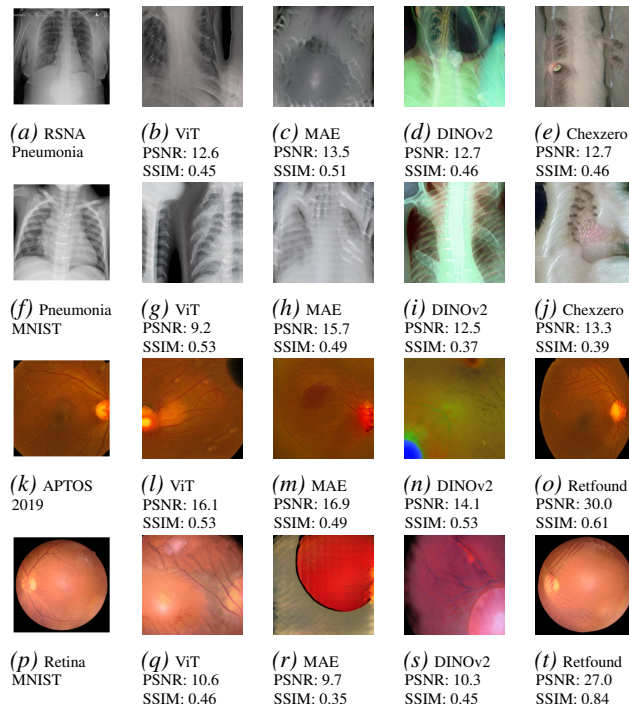 (a) RSNA Pneumonia
(b) ViT
PSNR: 12.6
SSIM: 0.45
(c) MAE
PSNR: 13.5
SSIM: 0.51
(d) DINOv2
PSNR: 12.7
SSIM: 0.46
(e) Chexzero
PSNR: 12.7
SSIM: 0.46
(f) Pneumonia
MNIST
(g) ViT
PSNR: 9.2
SSIM: 0.53
(h) MAE
PSNR: 15.7
SSIM: 0.49
(i) DINOv2
PSNR: 12.5
SSIM: 0.37
(j) Chexzero
PSNR: 13.3
SSIM: 0.39
(k) APTOS
2019
(l) ViT
PSNR: 16.1
SSIM: 0.53
(m) MAE
PSNR: 16.9
SSIM: 0.49
(n) DINOv2
PSNR: 14.1
SSIM: 0.53
(o) Retfound
PSNR: 30.0
SSIM: 0.61
(p) Retina
MNIST
(q) ViT
PSNR: 10.6
SSIM: 0.46
(r) MAE
PSNR: 9.7
SSIM: 0.35
(s) DINOv2
PSNR: 10.3
SSIM: 0.45
(t) Retfound
PSNR: 27.0
SSIM: 0.84